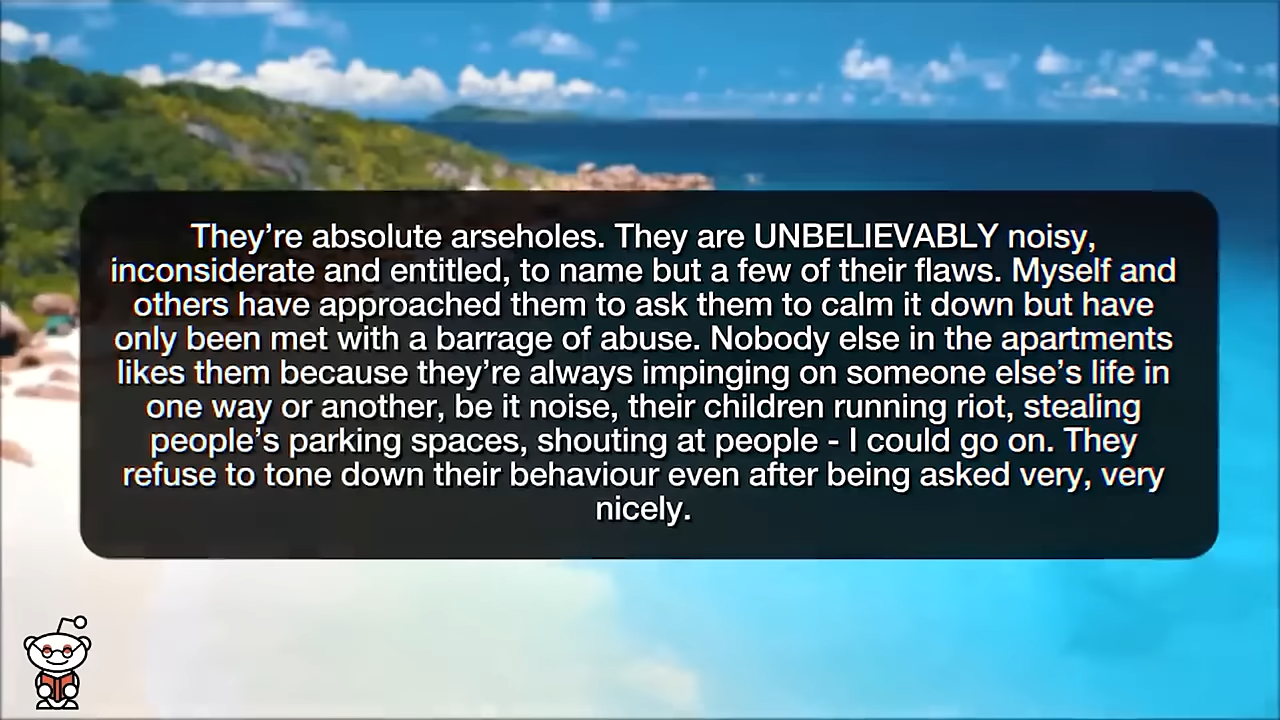 They’re absolute arseholes. They are UNBELIEVABLY noisy,
inconsiderate and entitled, to name but a few of their flaws. Myself and
others have approached them to ask them to calm it down but have
only been met with a barrage of abuse. Nobody else in the apartments
likes them because they’re always impinging on someone else’s life in
one way or another, be it noise, their children running riot, stealing
people’s parking spaces, shouting at people - I could go on. They
refuse to tone down their behaviour even after being asked very, very
nicely.